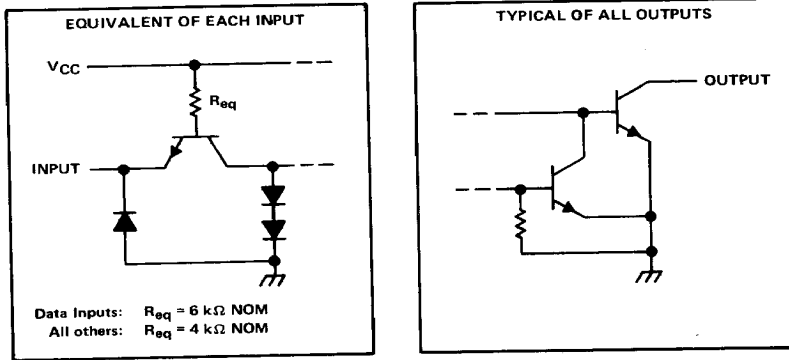 EQUIVALENT OF EACH INPUT
VCC
Req
INPUT
Data Inputs: Req = 6 kΩ NOM
All others: Req = 4 kΩ NOM
TYPICAL OF ALL OUTPUTS
OUTPUT